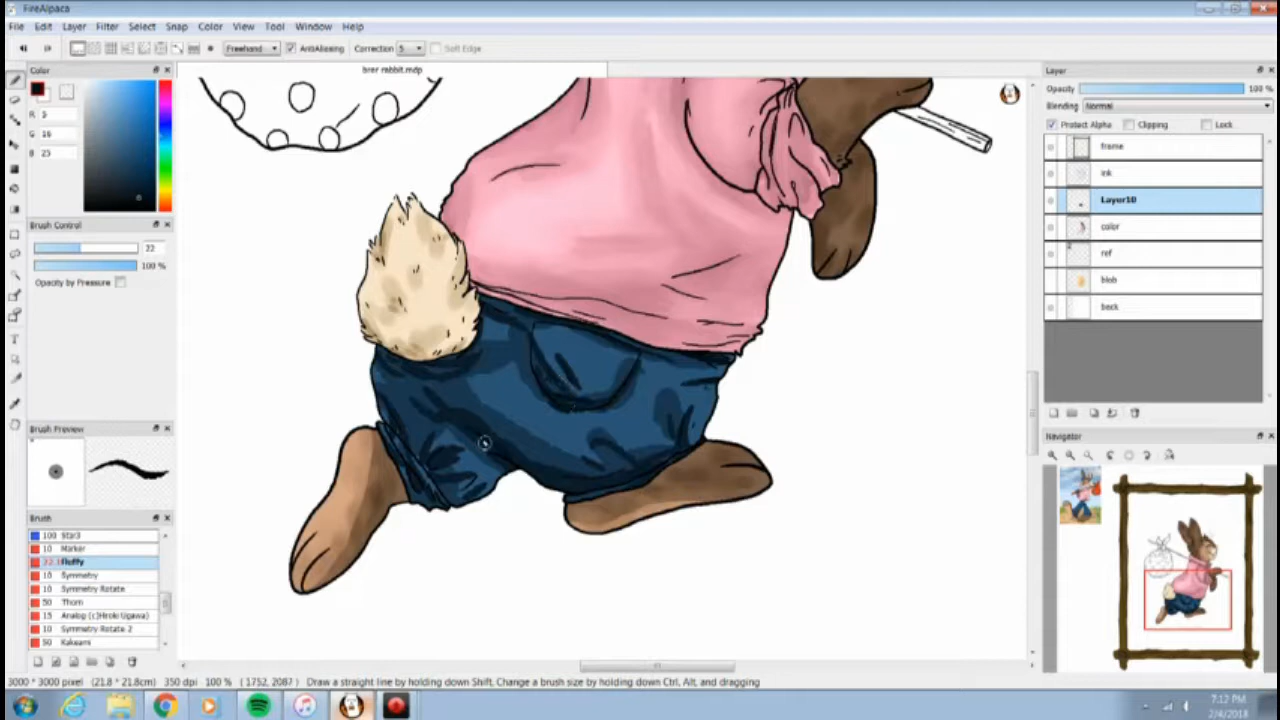 FireAlpaca
File Edit Layer Filter Select Snap Color View Tool Window Help
Freehand AntiAliasing Correction 5 Soft Edge
Color
brer rabbit.mdp
R 5
G 16
B 25
Brush Control
22
100 %
Opacity by Pressure
Brush Preview
Brush
100 Star3
10 Marker
fluffy
10 Symmetry
10 Symmetry Rotate
50 Thorn
15 Analog (c)Hiroki Ugawa)
10 Symmetry Rotate 2
50 Kakeami
Layer
Opacity 100 %
Blending Normal
Protect Alpha Clipping Lock
frame
ink
Layer10
color
ref
blob
back
Navigator
3000 * 3000 pixel (21.8 * 21.8cm) 350 dpi 100 % ( 1752, 2087 ) Draw a straight line by holding down Shift, Change a brush size by holding down Ctrl, Alt, and dragging
7:12 PM
2/4/2018